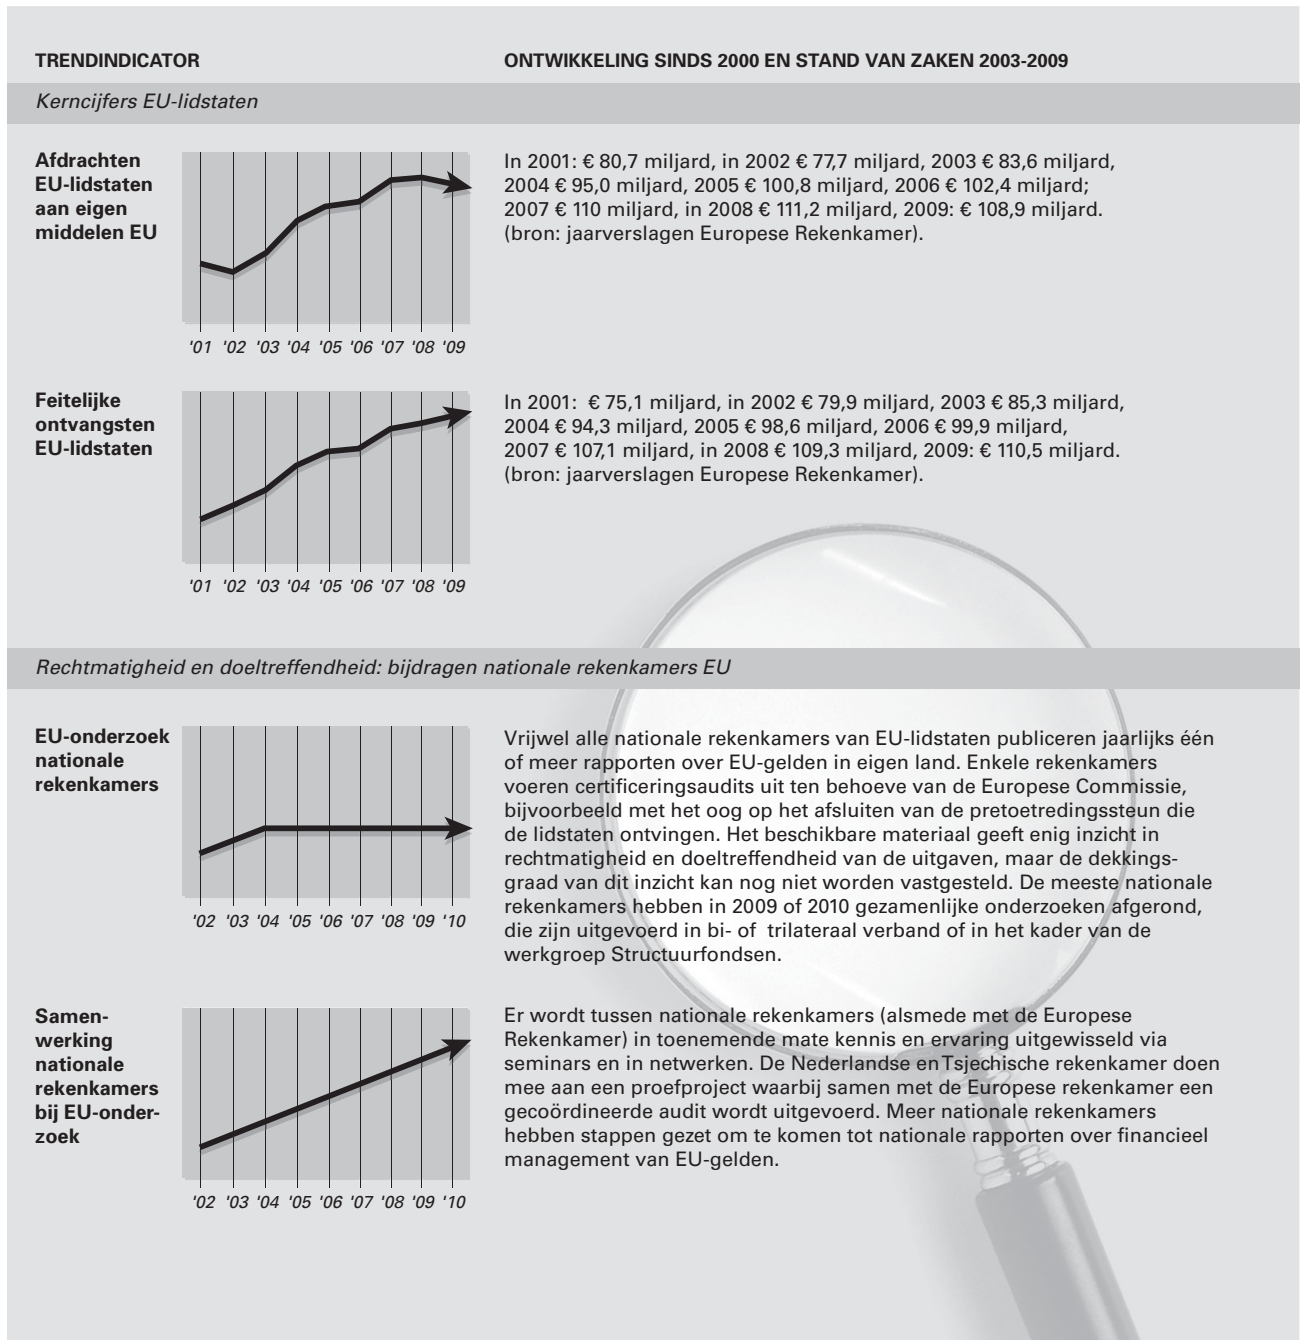 TRENDINDICATOR
ONTWIKKELING SINDS 2000 EN STAND VAN ZAKEN 2003-2009
Kerncijfers EU-lidstaten
Afdrachten
EU-lidstaten
aan eigen
middelen EU
'01 '02 '03 '04 '05 '06 '07 '08 '09
In 2001: € 80,7 miljard, in 2002 € 77,7 miljard, 2003 € 83,6 miljard,
2004 € 95,0 miljard, 2005 € 100,8 miljard, 2006 € 102,4 miljard;
2007 € 110 miljard, in 2008 € 111,2 miljard, 2009: € 108,9 miljard.
(bron: jaarverslagen Europese Rekenkamer).
Feitelijke
ontvangsten
EU-lidstaten
'01 '02 '03 '04 '05 '06 '07 '08 '09
In 2001: € 75,1 miljard, in 2002 € 79,9 miljard, 2003 € 85,3 miljard,
2004 € 94,3 miljard, 2005 € 98,6 miljard, 2006 € 99,9 miljard,
2007 € 107,1 miljard, in 2008 € 109,3 miljard, 2009: € 110,5 miljard.
(bron: jaarverslagen Europese Rekenkamer).
Rechtmatigheid en doeltreffendheid: bijdragen nationale rekenkamers EU
EU-onderzoek
nationale
rekenkamers
'02 '03 '04 '05 '06 '07 '08 '09 '10
Vrijwel alle nationale rekenkamers van EU-lidstaten publiceren jaarlijks één
of meer rapporten over EU-gelden in eigen land. Enkele rekenkamers
voeren certificeringsaudits uit ten behoeve van de Europese Commissie,
bijvoorbeeld met het oog op het afsluiten van de pretoetredingssteun die
de lidstaten ontvingen. Het beschikbare materiaal geeft enig inzicht in
rechtmatigheid en doeltreffendheid van de uitgaven, maar de dekkings-
graad van dit inzicht kan nog niet worden vastgesteld. De meeste nationale
rekenkamers hebben in 2009 of 2010 gezamenlijke onderzoeken afgerond,
die zijn uitgevoerd in bi- of trilateraal verband of in het kader van de
werkgroep Structuurfondsen.
Samen-
werking
nationale
rekenkamers
bij EU-onder-
zoek
'02 '03 '04 '05 '06 '07 '08 '09 '10
Er wordt tussen nationale rekenkamers (alsmede met de Europese
Rekenkamer) in toenemende mate kennis en ervaring uitgewisseld via
seminars en in netwerken. De Nederlandse en Tsjechische rekenkamer doen
mee aan een proefproject waarbij samen met de Europese rekenkamer een
gecoördineerde audit wordt uitgevoerd. Meer nationale rekenkamers
hebben stappen gezet om te komen tot nationale rapporten over financieel
management van EU-gelden.